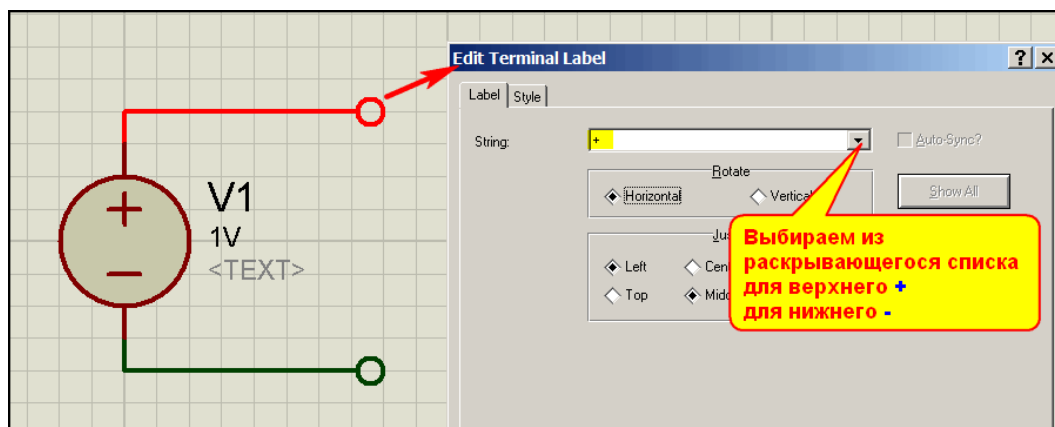 Edit Terminal Label
Label Style
String: +
Auto-Sync?
Rotate
Horizontal
Show All
Left
Top
V1
1V
<TEXT>
+
Выбираем из
раскрывающегося списка
для верхнего +
для нижнего -